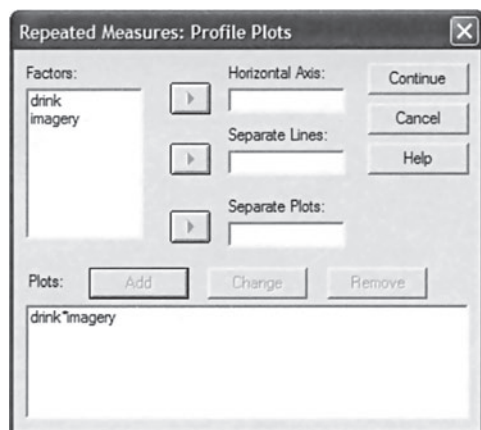 Repeated Measures: Profile Plots
Factors:
drink
imagery
Horizontal Axis:
Separate Lines:
Separate Plots:
Continue
Cancel
Help
Plots:
Add
Change
Remove
drink*imagery